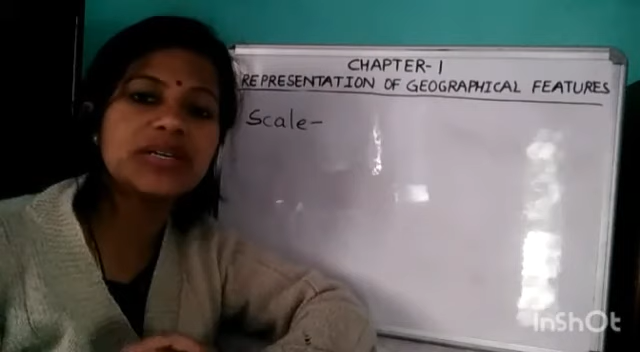 CHAPTER-1
REPRESENTATION OF GEOGRAPHICAL FEATURES
Scale-
InShOt